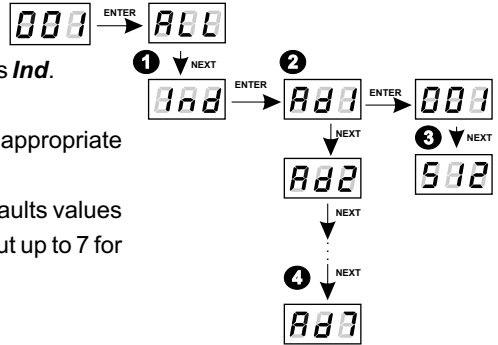 001 ENTER ALL
1 NEXT 2
s Ind.
Ind ENTER Ad1 ENTER 001
appropriate
NEXT 3 NEXT
Ad2 512
aults values
NEXT
ut up to 7 for
4 NEXT
Ad7